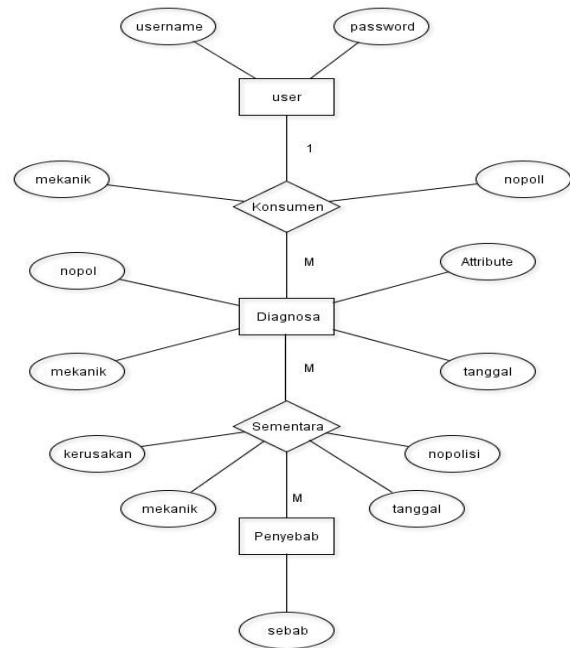 username
password
user
1
mekanik
nopoll
Konsumen
M
nopol
Attribute
Diagnosa
mekanik
M
tanggal
Sementara
kerusakan
nopolisi
mekanik
M
tanggal
Penyebab
sebab